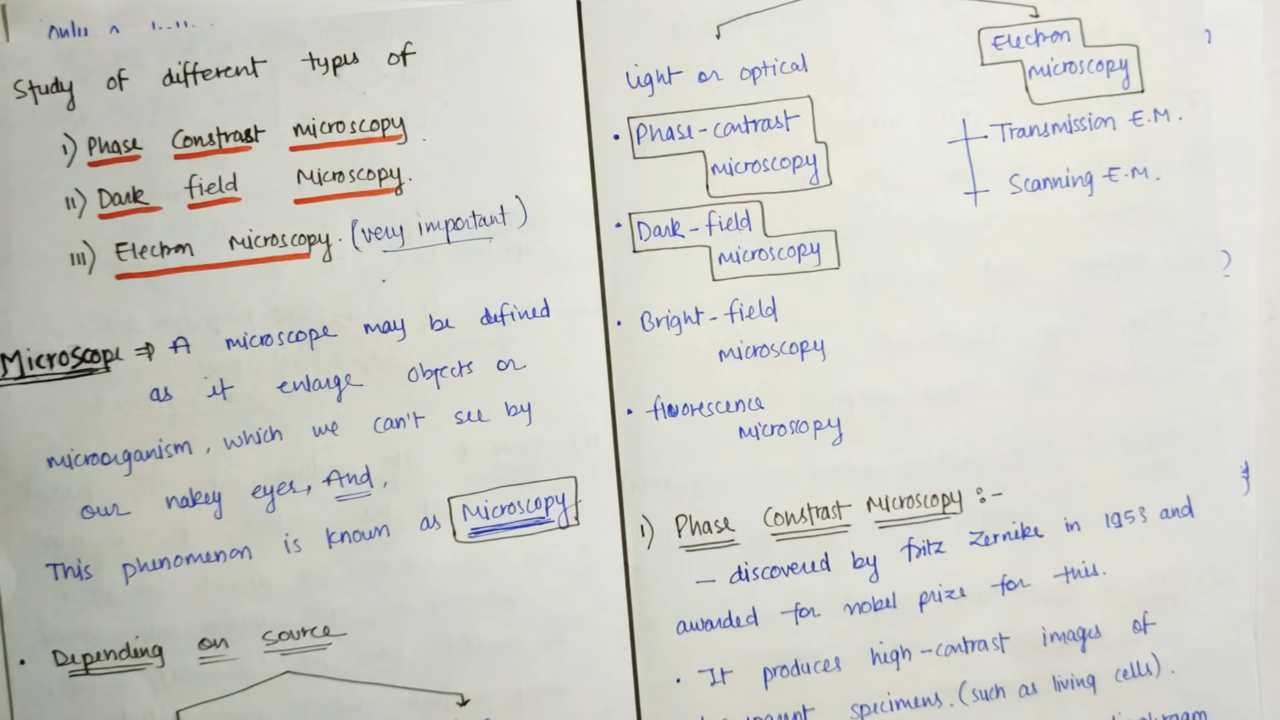 Study of different types of
i) Phase Constrast microscopy.
ii) Dark field Microscopy.
iii) Electron Microscopy. (very important)
Microscope ⇒ A microscope may be defined
as it enlarge objects or
microorganism, which we can't see by
our nakey eyes, And,
This phenomenon is known as Microscopy.
• Depending on source
light or optical
• Phase-contrast
microscopy
• Dark-field
microscopy
• Bright-field
microscopy
• fluorescence
microscopy
Electron
microscopy
Transmission E.M.
Scanning E.M.
i) Phase Constrast Microscopy :-
— discovered by fritz Zernike in 1953 and
awarded for nobel prize for this.
• It produces high-contrast images of
specimens. (such as living cells).